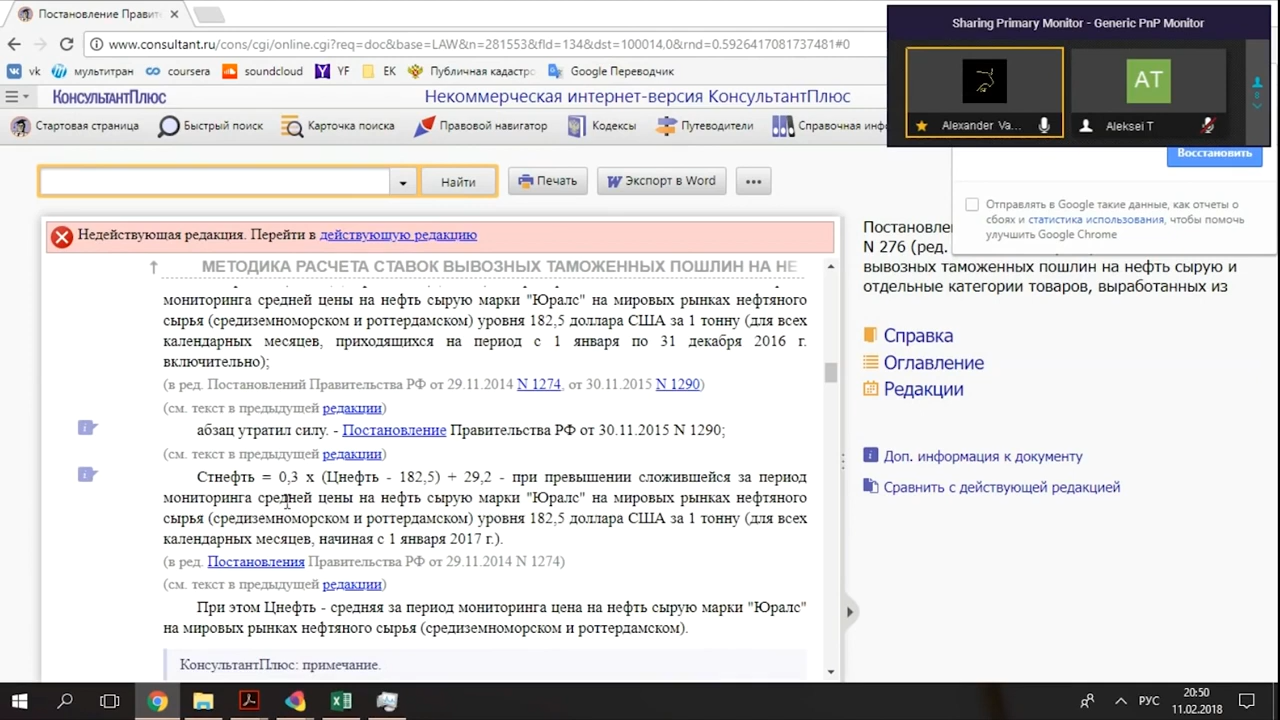 Постановление Правит
Sharing Primary Monitor - Generic PnP Monitor
www.consultant.ru/cons/cgi/online.cgi?req=doc&base=LAW&n=281553&fld=134&dst=100014,0&rnd=0.5926417081737481#0
vk мультитран coursera soundcloud YF ЕК Публичная кадастро Google Переводчик
AT
Alexander Va... Aleksei T
КОНСУЛЬТАНТПЛЮС Некоммерческая интернет-версия КонсультантПлюс
Стартовая страница Быстрый поиск Карточка поиска Правовой навигатор Кодексы Путеводители Справочная инф
Восстановить
Найти Печать Экспорт в Word
Отправлять в Google такие данные, как отчеты о
сбоях и статистика использования, чтобы помочь
улучшить Google Chrome
Недействующая редакция. Перейти в действующую редакцию
Постановлен
N 276 (ред.
вывозных таможенных пошлин на нефть сырую и
отдельные категории товаров, выработанных из
Справка
Оглавление
Редакции
Доп. информация к документу
Сравнить с действующей редакцией
МЕТОДИКА РАСЧЕТА СТАВОК ВЫВОЗНЫХ ТАМОЖЕННЫХ ПОШЛИН НА НЕ
мониторинга средней цены на нефть сырую марки "Юралс" на мировых рынках нефтяного
сырья (средиземноморском и роттердамском) уровня 182,5 доллара США за 1 тонну (для всех
календарных месяцев, приходящихся на период с 1 января по 31 декабря 2016 г.
включительно);
(в ред. Постановлений Правительства РФ от 29.11.2014 N 1274, от 30.11.2015 N 1290)
(см. текст в предыдущей редакции)
абзац утратил силу. - Постановление Правительства РФ от 30.11.2015 N 1290;
(см. текст в предыдущей редакции)
Стнефть = 0,3 x (Цнефть - 182,5) + 29,2 - при превышении сложившейся за период
мониторинга средней цены на нефть сырую марки "Юралс" на мировых рынках нефтяного
сырья (средиземноморском и роттердамском) уровня 182,5 доллара США за 1 тонну (для всех
календарных месяцев, начиная с 1 января 2017 г.).
(в ред. Постановления Правительства РФ от 29.11.2014 N 1274)
(см. текст в предыдущей редакции)
При этом Цнефть - средняя за период мониторинга цена на нефть сырую марки "Юралс"
на мировых рынках нефтяного сырья (средиземноморском и роттердамском).
КонсультантПлюс: примечание.
РУС
20:50
11.02.2018